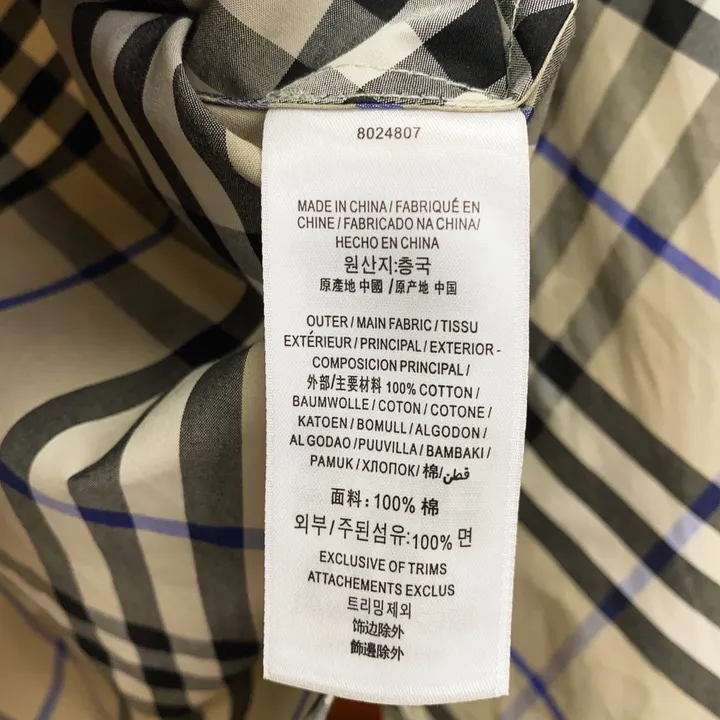 8024807
MADE IN CHINA / FABRIQUÉ EN
CHINE / FABRICADO NA CHINA/
HECHO EN CHINA
원산지:층국
原產地 中國 /原产地 中国
OUTER / MAIN FABRIC / TISSU
EXTÉRIEUR / PRINCIPAL / EXTERIOR -
COMPOSICION PRINCIPAL /
外部/主要材料 100% COTTON /
BAUMWOLLE / COTON / COTONE /
KATOEN / BOMULL / ALGODON /
ALGODAO / PUUVILLA / BAMBAKI /
PAMUK / ХЛОПОК/ 棉/قطن
面料: 100% 棉
외부/주된섬유:100% 면
EXCLUSIVE OF TRIMS
ATTACHEMENTS EXCLUS
트리밍제외
饰边除外
飾邊除外